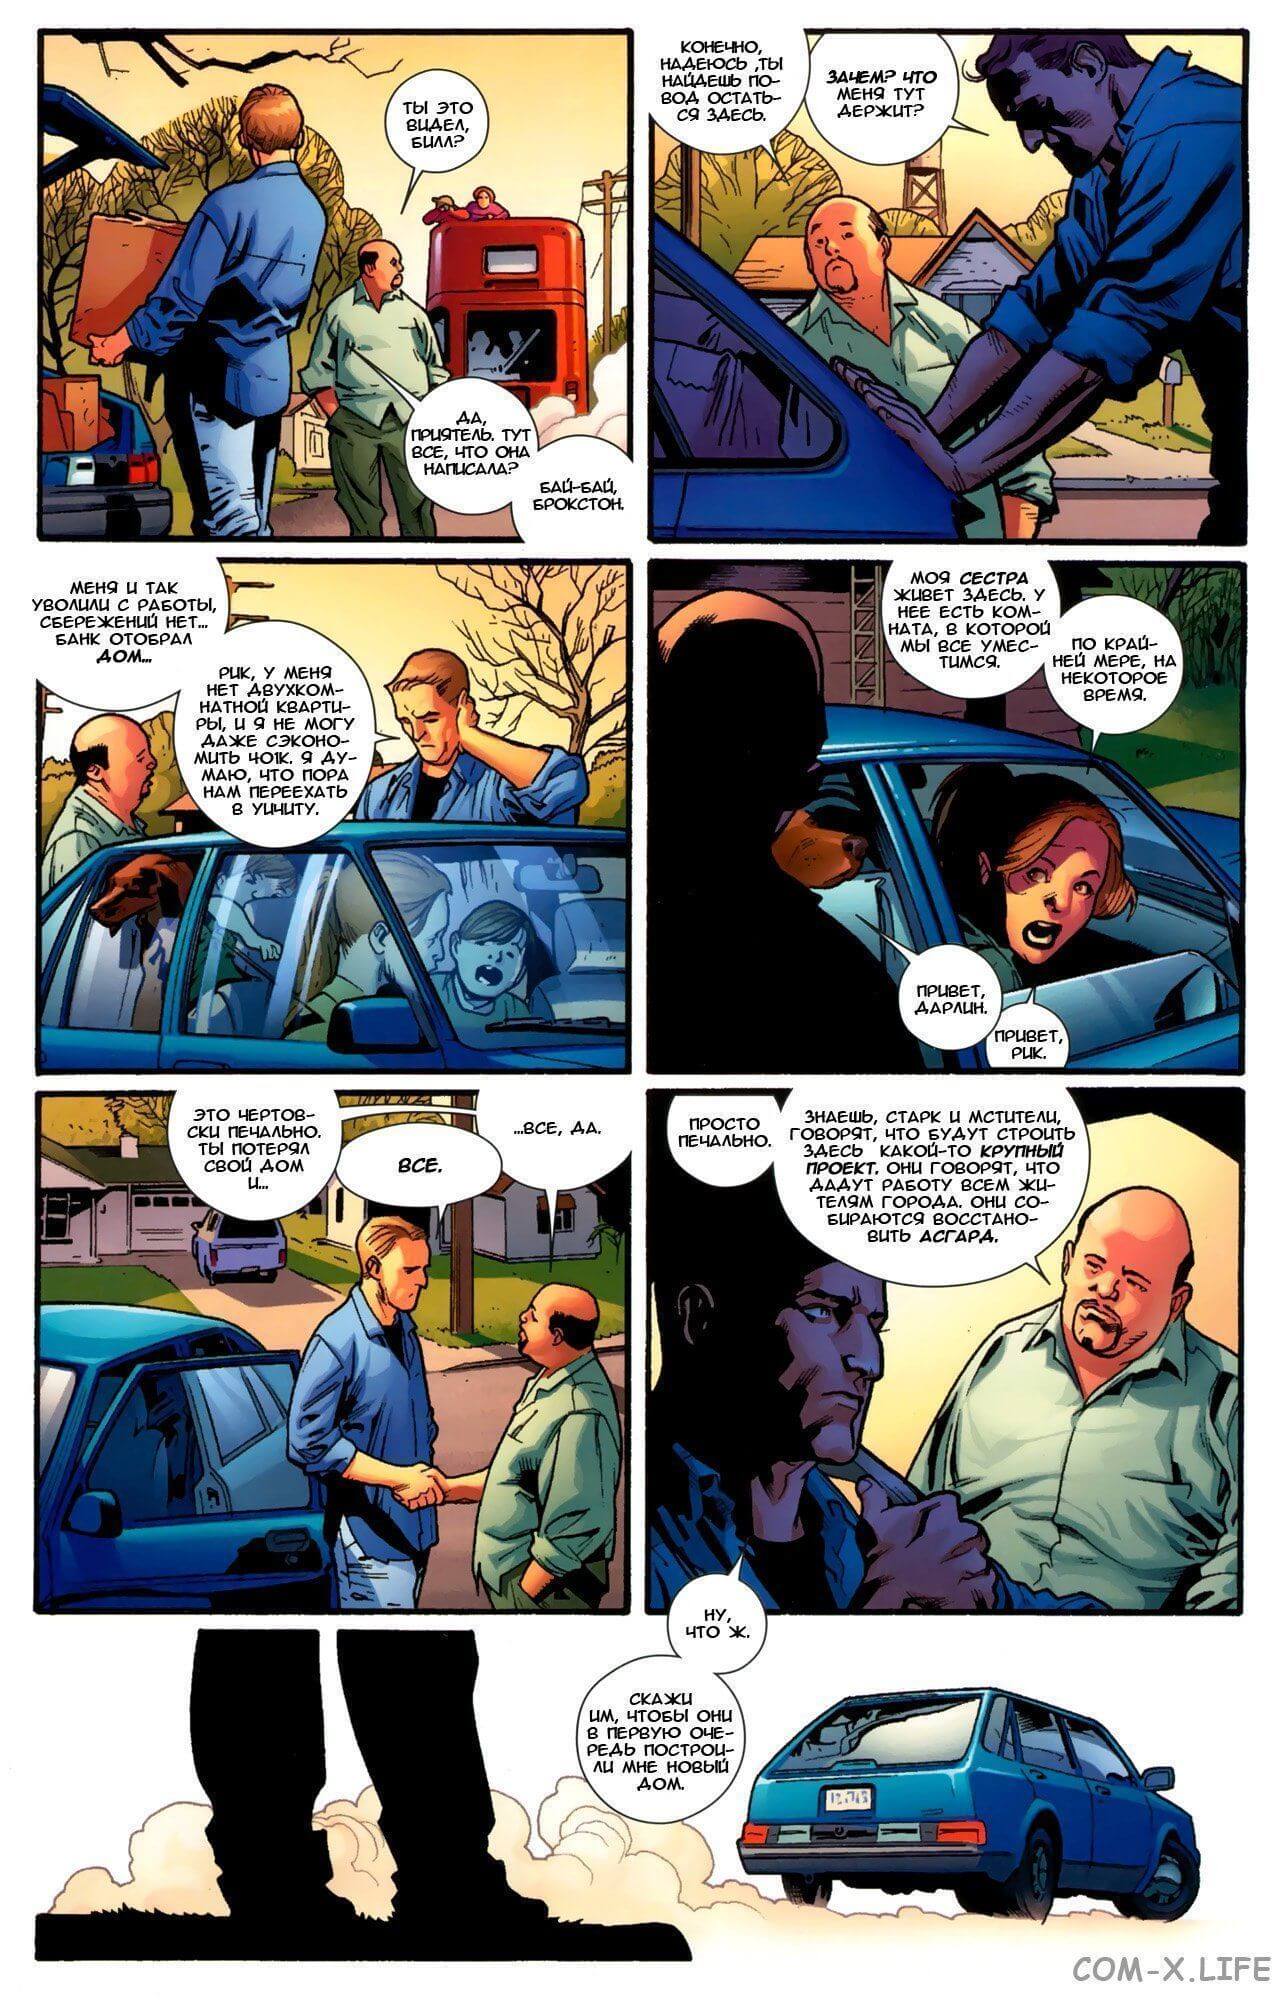 ТЫ ЭТО
ВИДЕЛ,
БИЛЛ?
ДА,
ПРИЯТЕЛЬ. ТУТ
ВСЕ, ЧТО ОНА
НАПИСАЛА?
БАЙ-БАЙ,
БРОКСТОН.
КОНЕЧНО,
НАДЕЮСЬ ,ТЫ
НАЙДЕШЬ ПО-
ВОД ОСТАТЬ-
СЯ ЗДЕСЬ.
ЗАЧЕМ? ЧТО
МЕНЯ ТУТ
ДЕРЖИТ?
МЕНЯ И ТАК
УВОЛИЛИ С РАБОТЫ,
СБЕРЕЖЕНИЙ НЕТ...
БАНК ОТОБРАЛ
ДОМ...
РИК, У МЕНЯ
НЕТ ДВУХКОМ-
НАТНОЙ КВАРТИ-
РЫ, И Я НЕ МОГУ
ДАЖЕ СЭКОНО-
МИТЬ 401К. Я ДУ-
МАЮ, ЧТО ПОРА
НАМ ПЕРЕЕХАТЬ
В УИЧИТУ.
МОЯ СЕСТРА
ЖИВЕТ ЗДЕСЬ. У
НЕЕ ЕСТЬ КОМ-
НАТА, В КОТОРОЙ
МЫ ВСЕ УМЕС-
ТИМСЯ.
ПО КРАЙ-
НЕЙ МЕРЕ, НА
НЕКОТОРОЕ
ВРЕМЯ.
ПРИВЕТ,
ДАРЛИН.
ПРИВЕТ,
РИК.
ЭТО ЧЕРТОВ-
СКИ ПЕЧАЛЬНО.
ТЫ ПОТЕРЯЛ
СВОЙ ДОМ
И...
ВСЕ.
...ВСЕ, ДА.
ПРОСТО
ПЕЧАЛЬНО.
ЗНАЕШЬ, СТАРК И МСТИТЕЛИ,
ГОВОРЯТ, ЧТО БУДУТ СТРОИТЬ
ЗДЕСЬ КАКОЙ-ТО КРУПНЫЙ
ПРОЕКТ. ОНИ ГОВОРЯТ, ЧТО
ДАДУТ РАБОТУ ВСЕМ ЖИ-
ТЕЛЯМ ГОРОДА. ОНИ СО-
БИРАЮТСЯ ВОССТАНО-
ВИТЬ АСГАРД.
НУ,
ЧТО Ж.
СКАЖИ
ИМ, ЧТОБЫ ОНИ
В ПЕРВУЮ ОЧЕ-
РЕДЬ ПОСТРОИ-
ЛИ МНЕ НОВЫЙ
ДОМ.
COM-X.LIFE